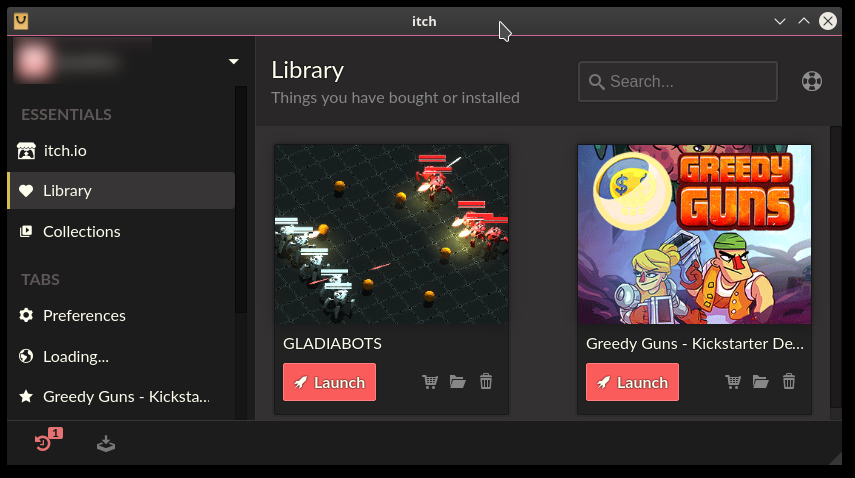 itch
ESSENTIALS
itch.io
Library
Collections
TABS
Preferences
Loading...
Greedy Guns - Kicksta...
Library
Things you have bought or installed
Search...
GREEDY
GUNS
$
GLADIABOTS
Launch
Greedy Guns - Kickstarter De...
Launch
1